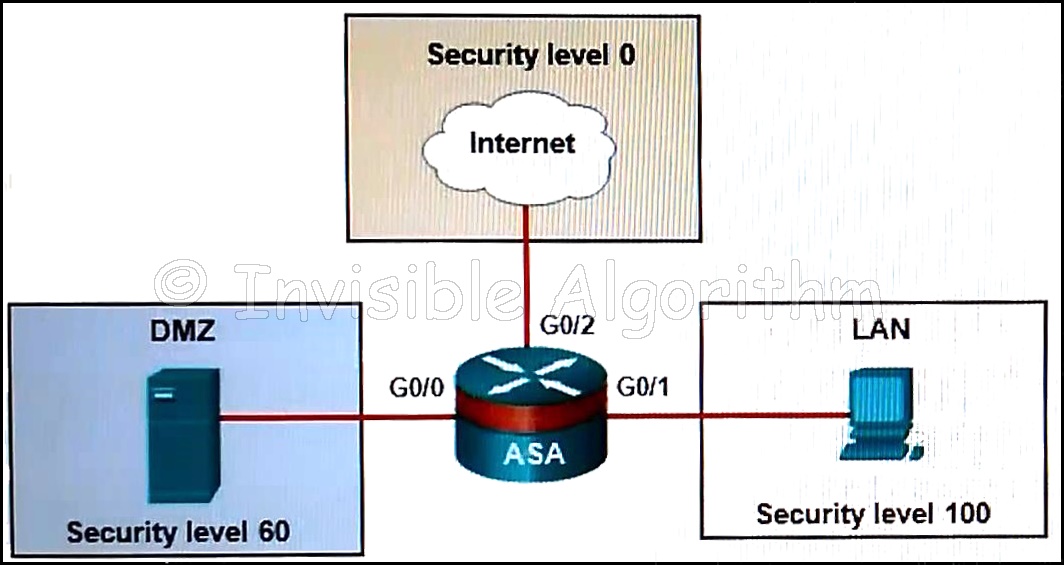 Security level 0
Internet
© Invisible Algorithm
G0/2
DMZ
LAN
G0/0
G0/1
ASA
Security level 60
Security level 100